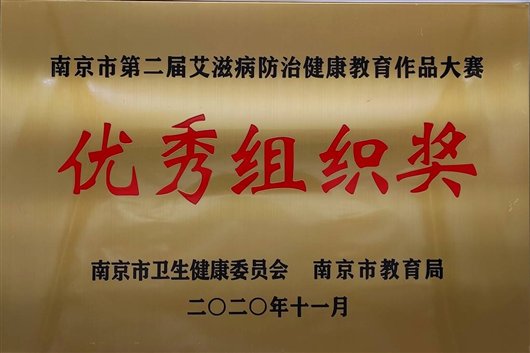 南京市第二届艾滋病防治健康教育作品大赛
优秀组织奖
南京市卫生健康委员会 南京市教育局
二〇二〇年十一月